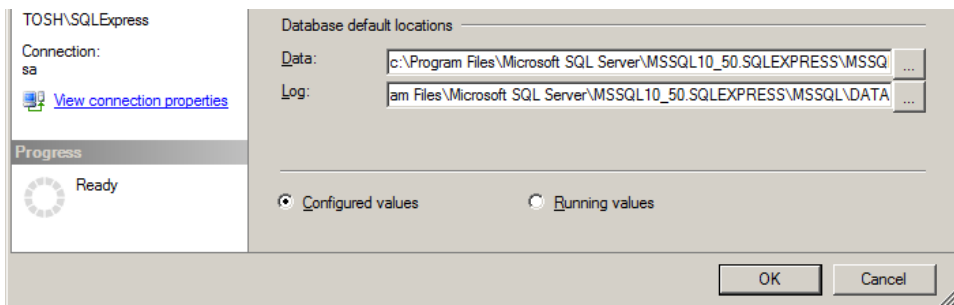 TOSH\SQLExpress
Connection:
sa
View connection properties
Progress
Ready
Database default locations
Data:
c:\Program Files\Microsoft SQL Server\MSSQL10_50.SQLEXPRESS\MSSQ
...
Log:
am Files\Microsoft SQL Server\MSSQL10_50.SQLEXPRESS\MSSQL\DATA
...
Configured values
Running values
OK
Cancel